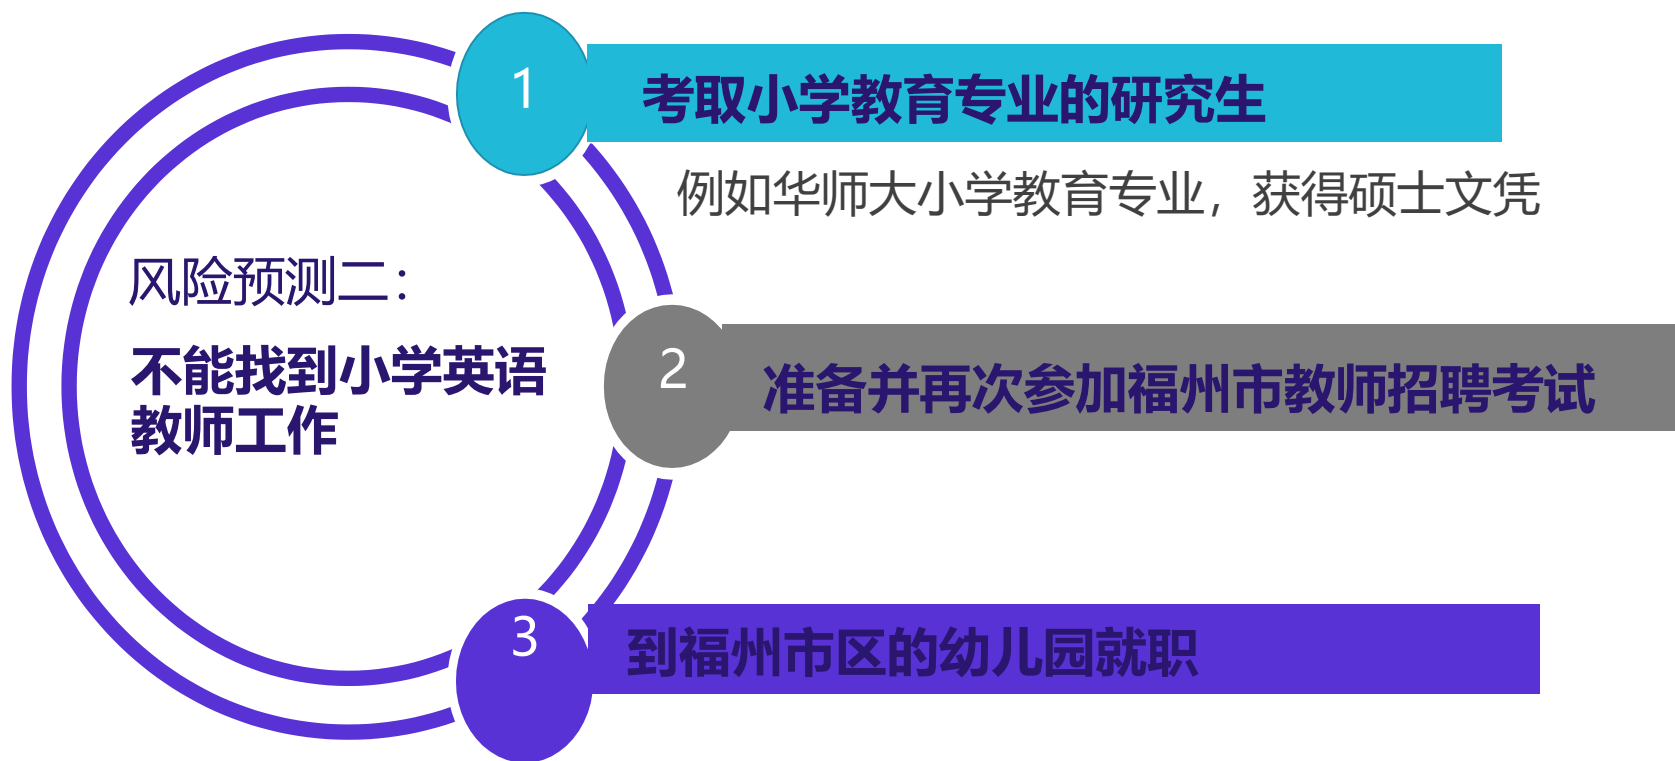 1
考取小学教育专业的研究生
例如华师大小学教育专业，获得硕士文凭
风险预测二：
不能找到小学英语
教师工作
2
准备并再次参加福州市教师招聘考试
3
到福州市区的幼儿园就职